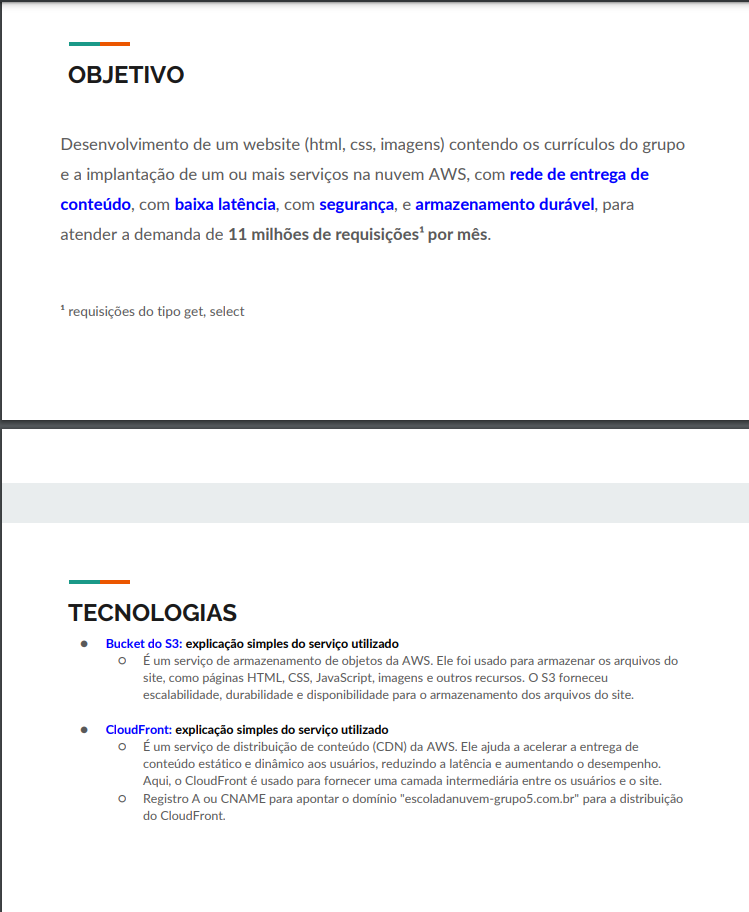 OBJETIVO
Desenvolvimento de um website (html, css, imagens) contendo os currículos do grupo
e a implantação de um ou mais serviços na nuvem AWS, com rede de entrega de
conteúdo, com baixa latência, com segurança, e armazenamento durável, para
atender a demanda de 11 milhões de requisições¹ por mês.
¹ requisições do tipo get, select
TECNOLOGIAS
● Bucket do S3: explicação simples do serviço utilizado
○ É um serviço de armazenamento de objetos da AWS. Ele foi usado para armazenar os arquivos do
site, como páginas HTML, CSS, JavaScript, imagens e outros recursos. O S3 forneceu
escalabilidade, durabilidade e disponibilidade para o armazenamento dos arquivos do site.
● CloudFront: explicação simples do serviço utilizado
○ É um serviço de distribuição de conteúdo (CDN) da AWS. Ele ajuda a acelerar a entrega de
conteúdo estático e dinâmico aos usuários, reduzindo a latência e aumentando o desempenho.
Aqui, o CloudFront é usado para fornecer uma camada intermediária entre os usuários e o site.
○ Registro A ou CNAME para apontar o domínio "escoladanuvem-grupo5.com.br" para a distribuição
do CloudFront.